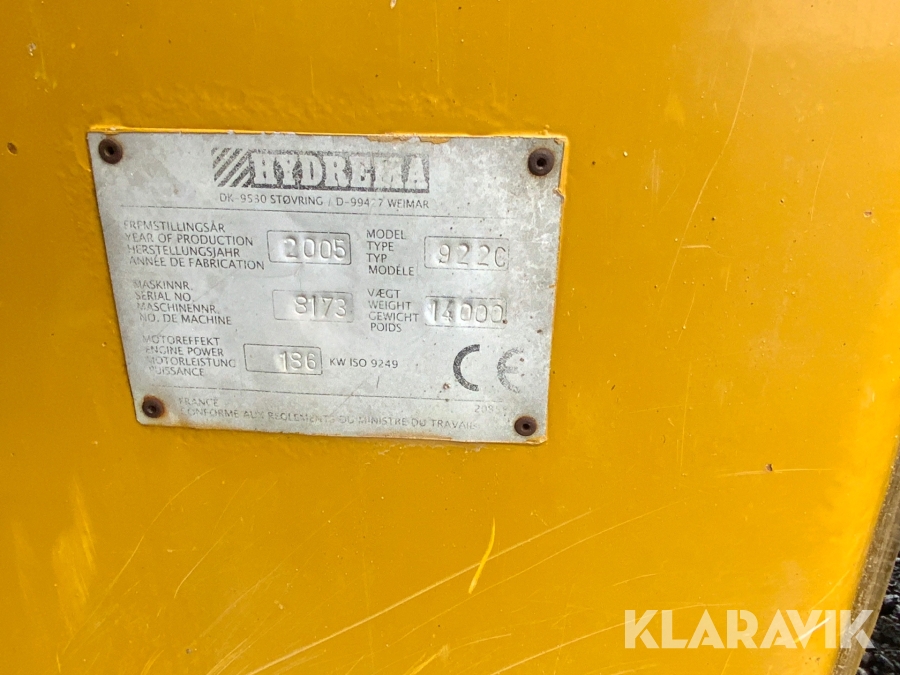 HYDREMA
DK-9530 STØVRING / D-99427 WEIMAR
FREMSTILLINGSÅR
YEAR OF PRODUCTION
HERSTELLUNGSJAHR
ANNÉE DE FABRICATION
2005
MODEL
TYPE
TYP
MODÉLE
922C
MASKINNR.
SERIAL NO.
MASCHINENNR.
NO. DE MACHINE
8173
VÆGT
WEIGHT
GEWICHT
POIDS
14000
MOTOREFFEKT
ENGINE POWER
MOTORLEISTUNG
PUISSANCE
186
KW ISO 9249
CE
FRANCE
CONFORME AUX REGLEMENTS DU MINISTRE DU TRAVAIL
KLARAVIK